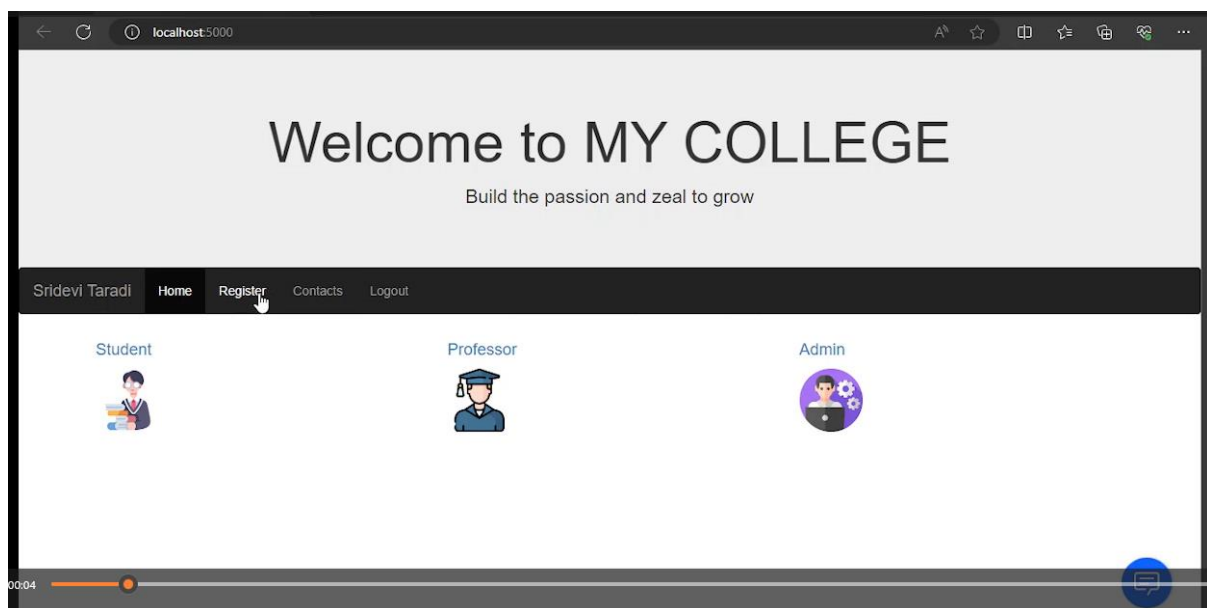 localhost:5000
Welcome to MY COLLEGE
Build the passion and zeal to grow
Sridevi Taradi Home Register Contacts Logout
Student Professor Admin
00:04